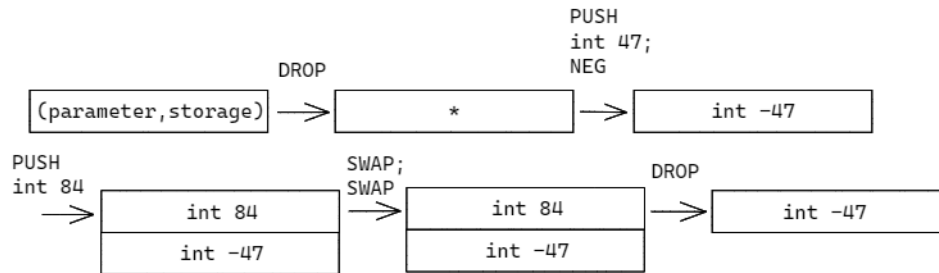 PUSH
int 47;
NEG
DROP
(parameter,storage)
*
int -47
PUSH
int 84
SWAP;
SWAP
DROP
int 84
int -47
int 84
int -47
int -47